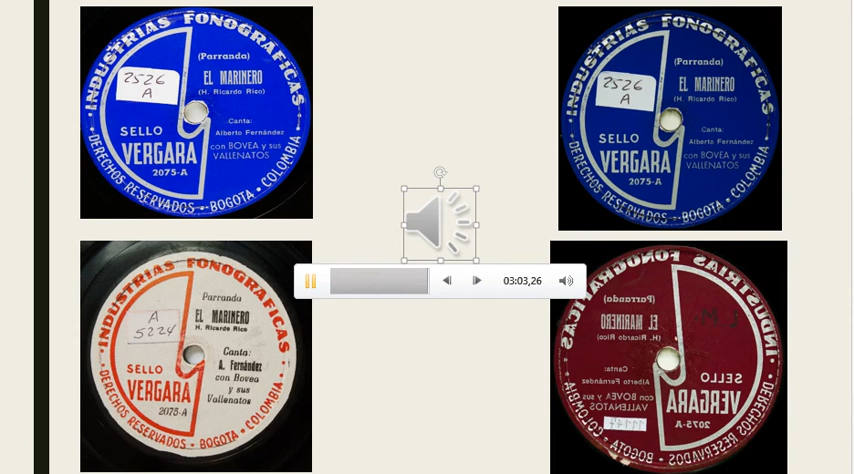 INDUSTRIAS FONOGRAFICAS
(Parranda)
EL MARINERO
(H. Ricardo Rico)
2526
A
Canta:
Alberto Fernández
con BOVEA y sus
VALLENATOS
SELLO
VERGARA
2075-A
DERECHOS RESERVADOS - BOGOTA • COLOMBIA
INDUSTRIAS FONOGRAFICAS
(Parranda)
EL MARINERO
(H. Ricardo Rico)
2526
A
Canta:
Alberto Fernández
con BOVEA y sus
VALLENATOS
SELLO
VERGARA
2075-A
DERECHOS RESERVADOS - BOGOTA • COLOMBIA
03:03,26
INDUSTRIAS FONOGRAFICAS
Parranda
EL MARINERO
H. Ricardo Rico
A
5224
Canta:
A. Fernández
con Bovea
y sus
Vallenatos
SELLO
VERGARA
2075-A
DERECHOS RESERVADOS • BOGOTA • COLOMBIA
INDUSTRIAS FONOGRAFICAS
(Parranda)
EL MARINERO
(H. Ricardo Rico)
Canta:
Alberto Fernández
con BOVEA y sus
VALLENATOS
SELLO
VERGARA
2075-A
DERECHOS RESERVADOS • BOGOTA • COLOMBIA